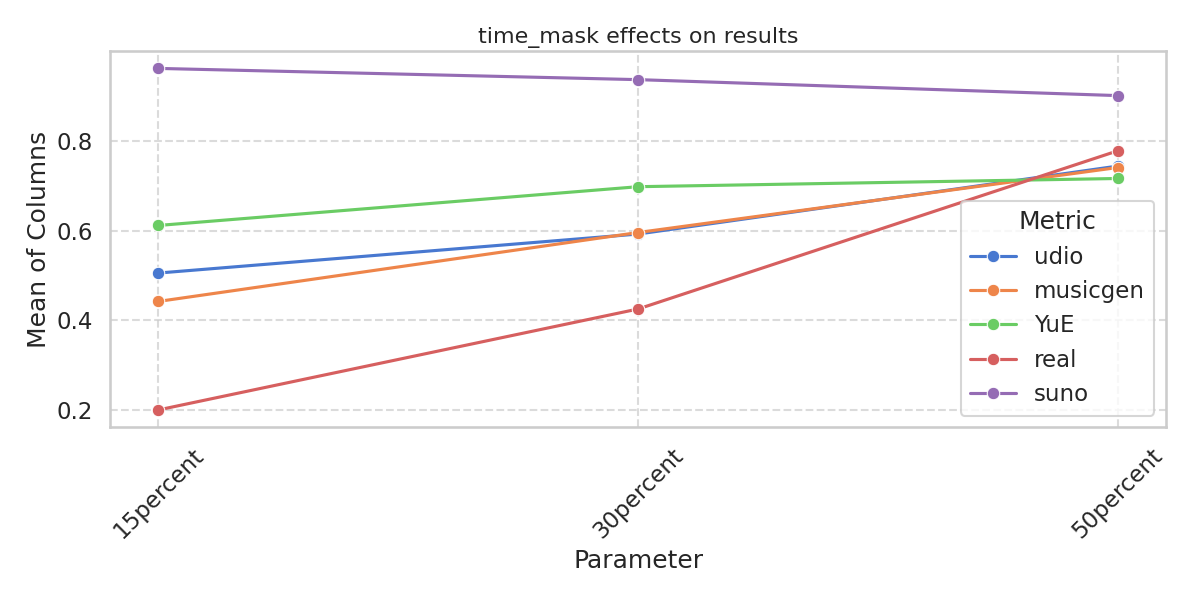 time_mask effects on results
Mean of Columns
0.8
0.6
0.4
0.2
Metric
udio
musicgen
YuE
real
suno
15percent
30percent
50percent
Parameter